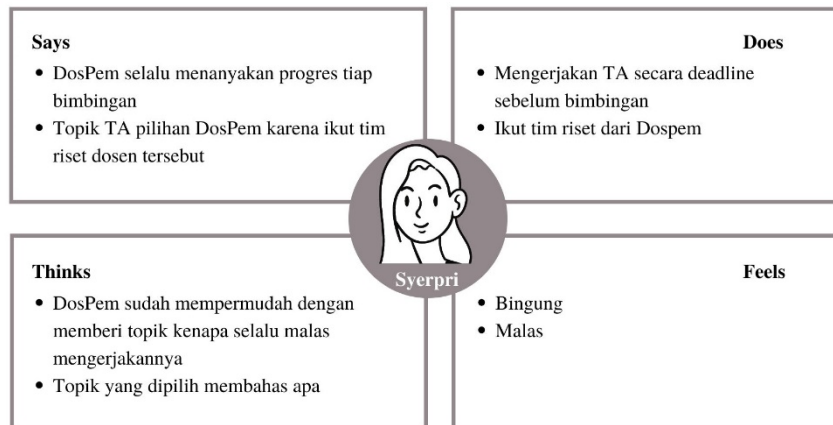 Says
• DosPem selalu menanyakan progres tiap
bimbingan
• Topik TA pilihan DosPem karena ikut tim
riset dosen tersebut
Does
• Mengerjakan TA secara deadline
sebelum bimbingan
• Ikut tim riset dari Dospem
Syerpri
Thinks
• DosPem sudah mempermudah dengan
memberi topik kenapa selalu malas
mengerjakannya
• Topik yang dipilih membahas apa
Feels
• Bingung
• Malas